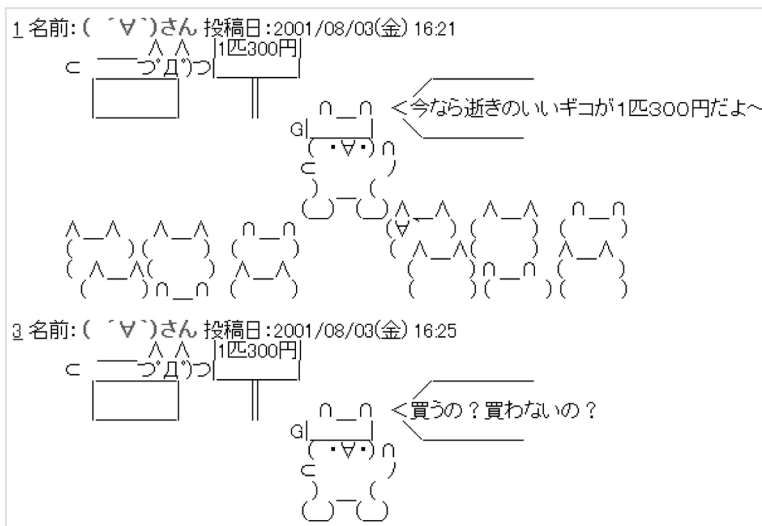 1 名前：( ´∀`)さん 投稿日：2001/08/03(金) 16:21
1匹300円
＜今なら逝きのいいギコが１匹３００円だよ～
3 名前：( ´∀`)さん 投稿日：2001/08/03(金) 16:25
1匹300円
＜買うの？買わないの？